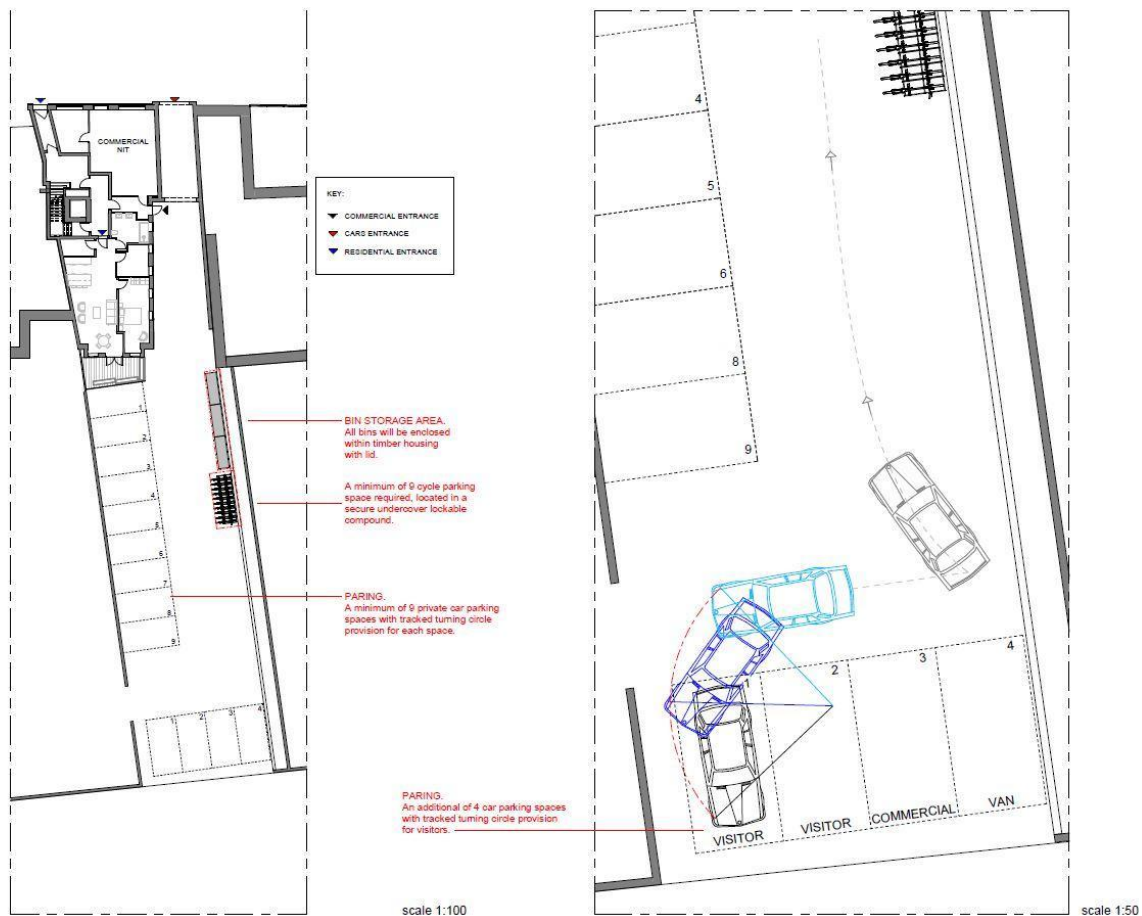 COMMERCIAL
NIT
KEY:
COMMERCIAL ENTRANCE
CARS ENTRANCE
RESIDENTIAL ENTRANCE
BIN STORAGE AREA.
All bins will be enclosed
within timber housing
with lid.
A minimum of 9 cycle parking
space required, located in a
secure undercover lockable
compound.
PARING.
A minimum of 9 private car parking
spaces with tracked turning circle
provision for each space.
1
2
3
4
5
6
7
8
9
1
2
3
4
PARING.
An additional of 4 car parking spaces
with tracked turning circle provision
for visitors.
scale 1:100
4
5
6
8
9
1
2
3
4
VISITOR
VISITOR
COMMERCIAL
VAN
scale 1:50